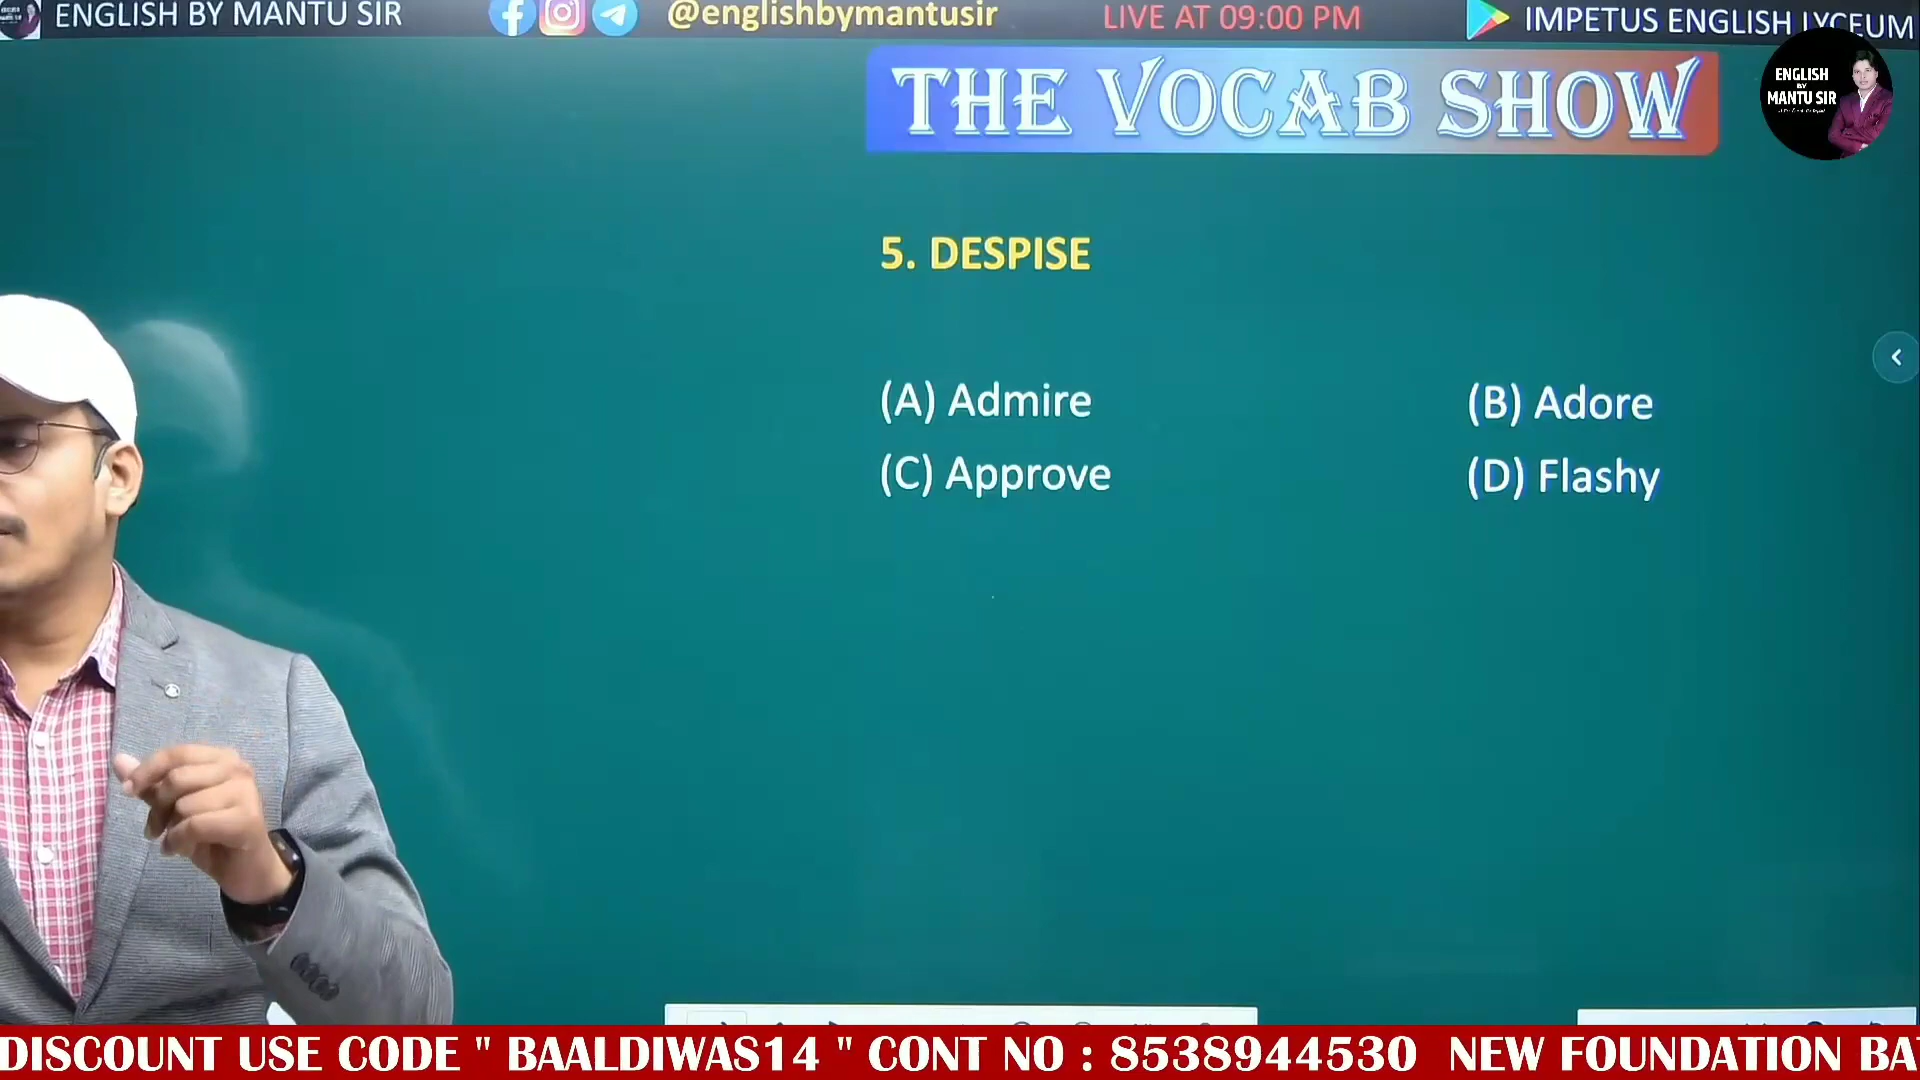 ENGLISH BY MANTU SIR
@englishbymantusir
LIVE AT 09:00 PM
IMPETUS ENGLISH LYCEUM
THE VOCAB SHOW
ENGLISH
BY
MANTU SIR
5. DESPISE
(A) Admire
(B) Adore
(C) Approve
(D) Flashy
DISCOUNT USE CODE " BAALDIWAS14 " CONT NO : 8538944530 NEW FOUNDATION